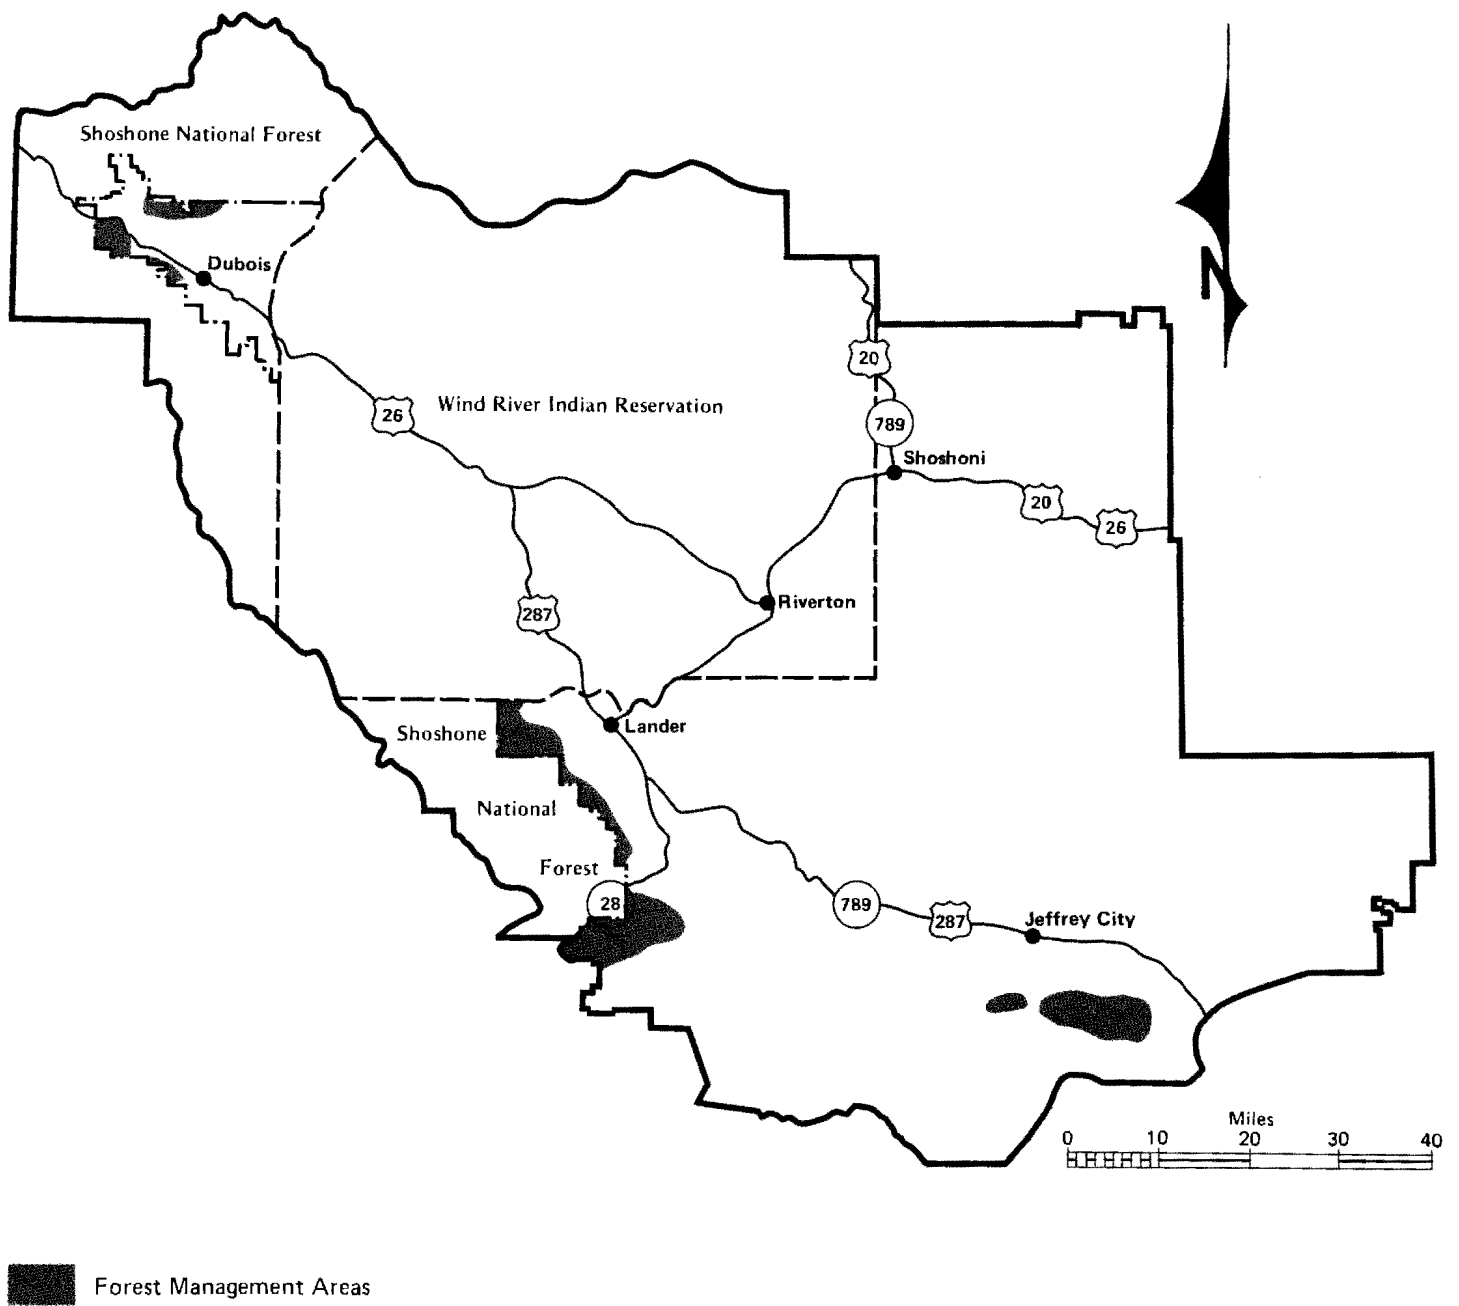 Shoshone National Forest
N
Dubois
20
26
Wind River Indian Reservation
789
Shoshoni
20
26
287
Riverton
Shoshone
Lander
National
Forest
28
789
287
Jeffrey City
Miles
0 10 20 30 40
Forest Management Areas